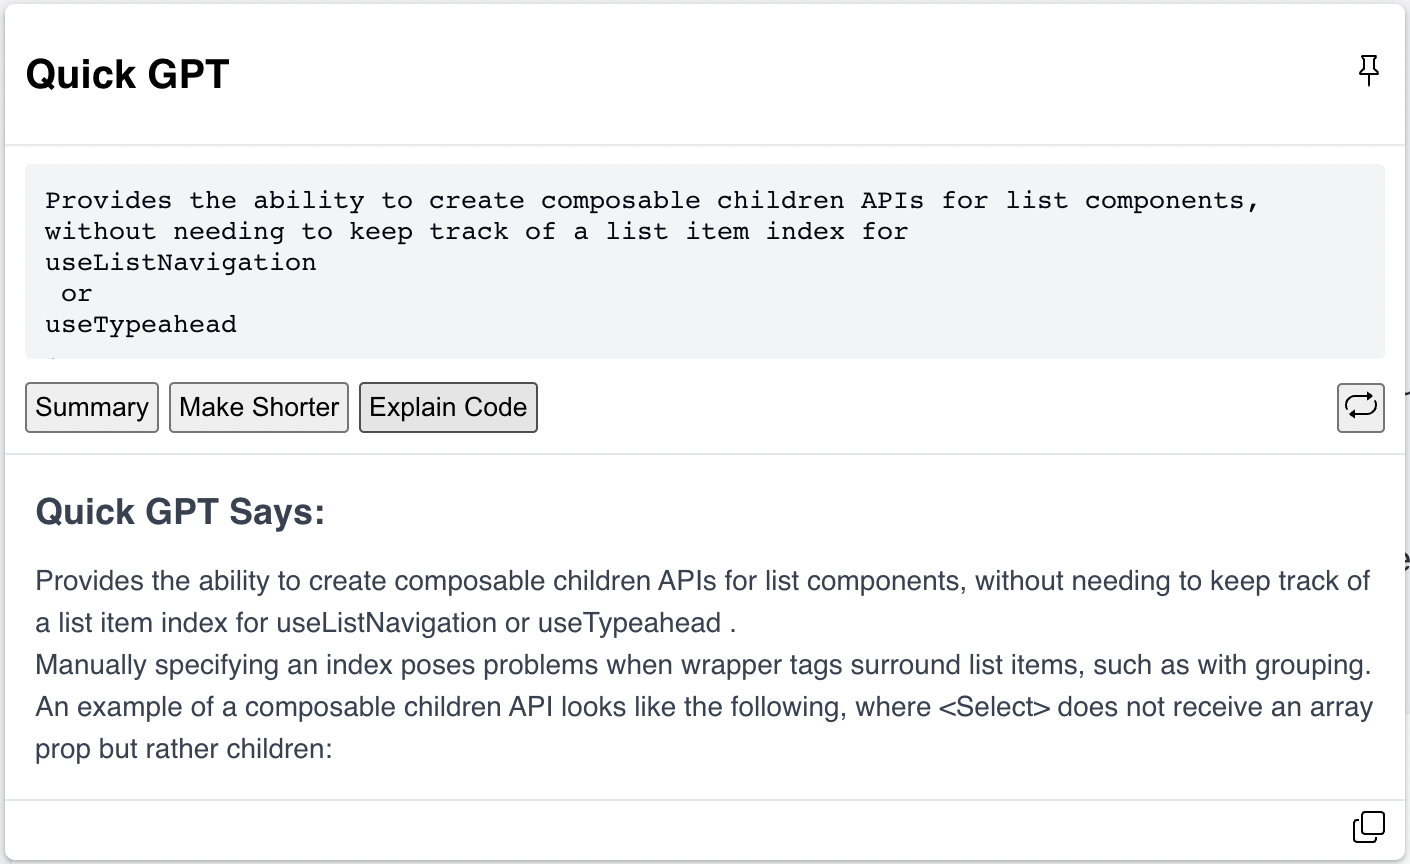 Quick GPT
Provides the ability to create composable children APIs for list components,
without needing to keep track of a list item index for
useListNavigation
or
useTypeahead
Summary
Make Shorter
Explain Code
Quick GPT Says:
Provides the ability to create composable children APIs for list components, without needing to keep track of
a list item index for useListNavigation or useTypeahead .
Manually specifying an index poses problems when wrapper tags surround list items, such as with grouping.
An example of a composable children API looks like the following, where <Select> does not receive an array
prop but rather children: